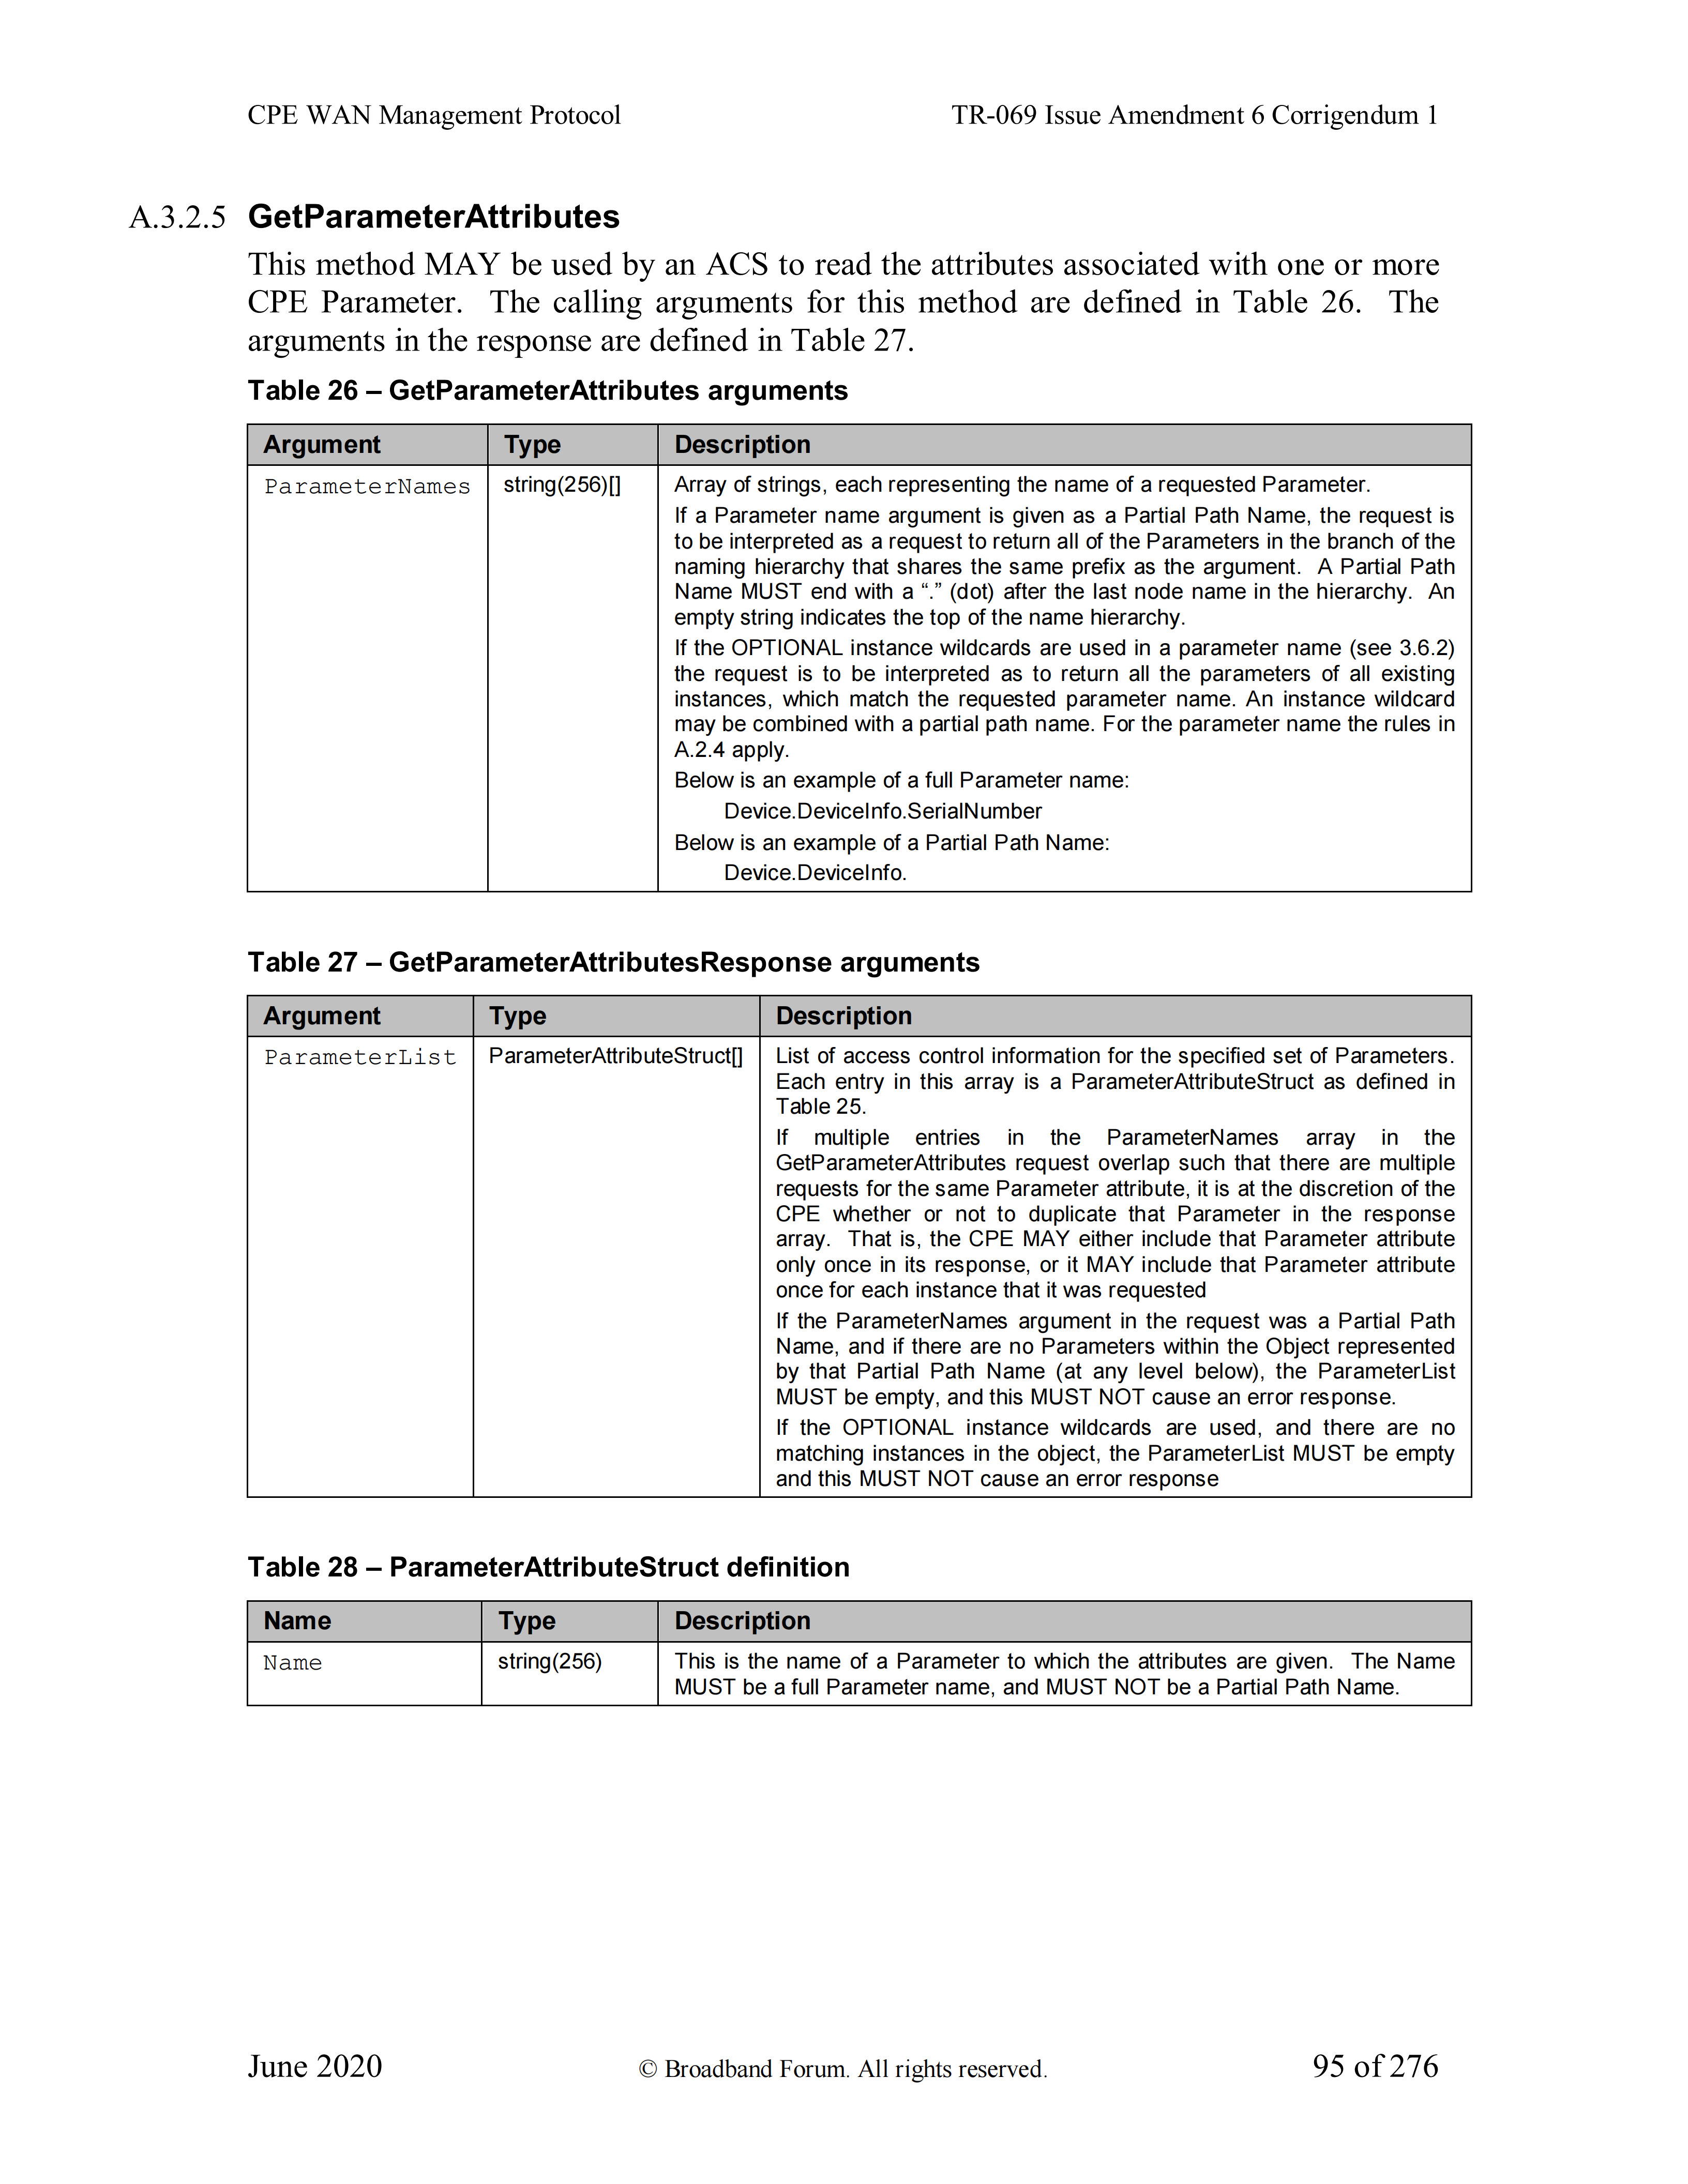 CPE WAN Management Protocol TR-069 Issue Amendment 6 Corrigendum 1
A.3.2.5 GetParameterAttributes
This method MAY be used by an ACS to read the attributes associated with one or more
CPE Parameter. The calling arguments for this method are defined in Table 26. The
arguments in the response are defined in Table 27.
Table 26 – GetParameterAttributes arguments
Argument Type Description
ParameterNames string(256)[] Array of strings, each representing the name of a requested Parameter.
If a Parameter name argument is given as a Partial Path Name, the request is
to be interpreted as a request to return all of the Parameters in the branch of the
naming hierarchy that shares the same prefix as the argument. A Partial Path
Name MUST end with a “.” (dot) after the last node name in the hierarchy. An
empty string indicates the top of the name hierarchy.
If the OPTIONAL instance wildcards are used in a parameter name (see 3.6.2)
the request is to be interpreted as to return all the parameters of all existing
instances, which match the requested parameter name. An instance wildcard
may be combined with a partial path name. For the parameter name the rules in
A.2.4 apply.
Below is an example of a full Parameter name:
Device.DeviceInfo.SerialNumber
Below is an example of a Partial Path Name:
Device.DeviceInfo.
Table 27 – GetParameterAttributesResponse arguments
Argument Type Description
ParameterList ParameterAttributeStruct[] List of access control information for the specified set of Parameters.
Each entry in this array is a ParameterAttributeStruct as defined in
Table 25.
If multiple entries in the ParameterNames array in the
GetParameterAttributes request overlap such that there are multiple
requests for the same Parameter attribute, it is at the discretion of the
CPE whether or not to duplicate that Parameter in the response
array. That is, the CPE MAY either include that Parameter attribute
only once in its response, or it MAY include that Parameter attribute
once for each instance that it was requested
If the ParameterNames argument in the request was a Partial Path
Name, and if there are no Parameters within the Object represented
by that Partial Path Name (at any level below), the ParameterList
MUST be empty, and this MUST NOT cause an error response.
If the OPTIONAL instance wildcards are used, and there are no
matching instances in the object, the ParameterList MUST be empty
and this MUST NOT cause an error response
Table 28 – ParameterAttributeStruct definition
Name Type Description
Name string(256) This is the name of a Parameter to which the attributes are given. The Name
MUST be a full Parameter name, and MUST NOT be a Partial Path Name.
June 2020 © Broadband Forum. All rights reserved. 95 of 276